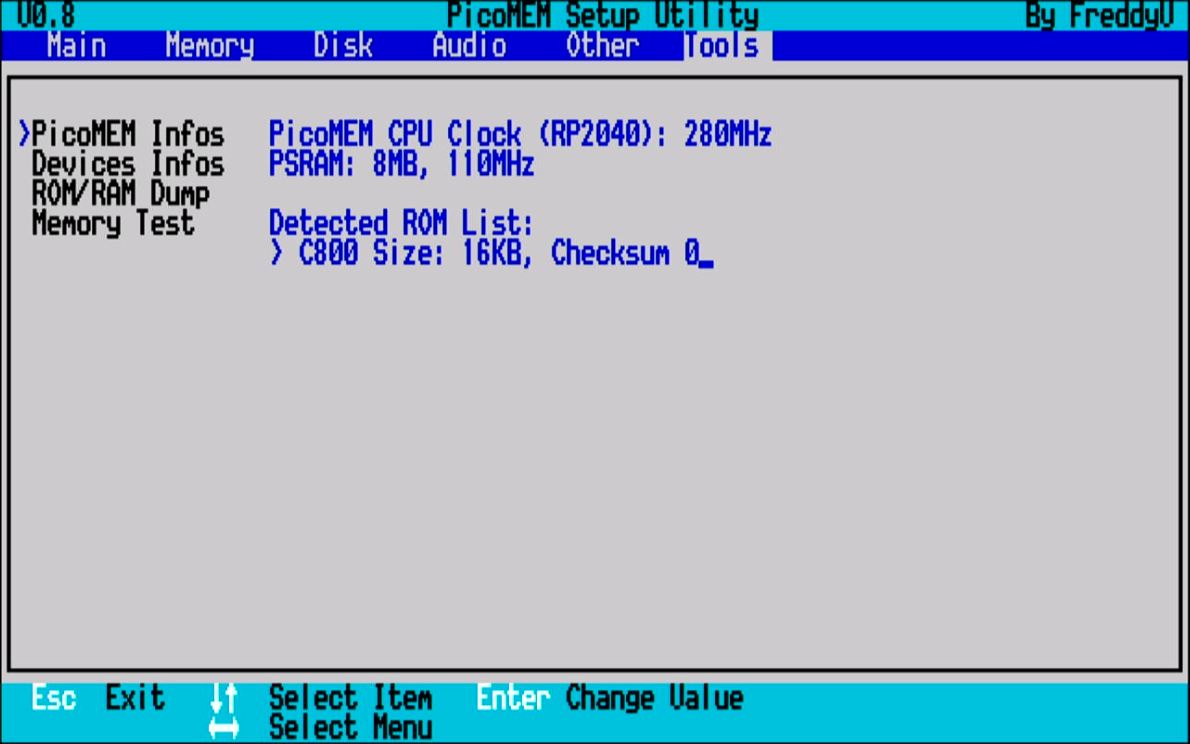 V0.8 PicoMEM Setup Utility By FreddyV
Main Memory Disk Audio Other Tools
>PicoMEM Infos PicoMEM CPU Clock (RP2040): 280MHz
Devices Infos PSRAM: 8MB, 110MHz
ROM/RAM Dump
Memory Test Detected ROM List:
> C800 Size: 16KB, Checksum 0_
Esc Exit ↓↑ Select Item Enter Change Value
↔ Select Menu